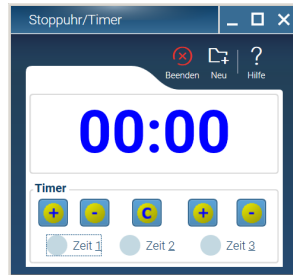 Stoppuhr/Timer
Beenden Neu Hilfe
00:00
Timer
+ - C + -
Zeit 1 Zeit 2 Zeit 3